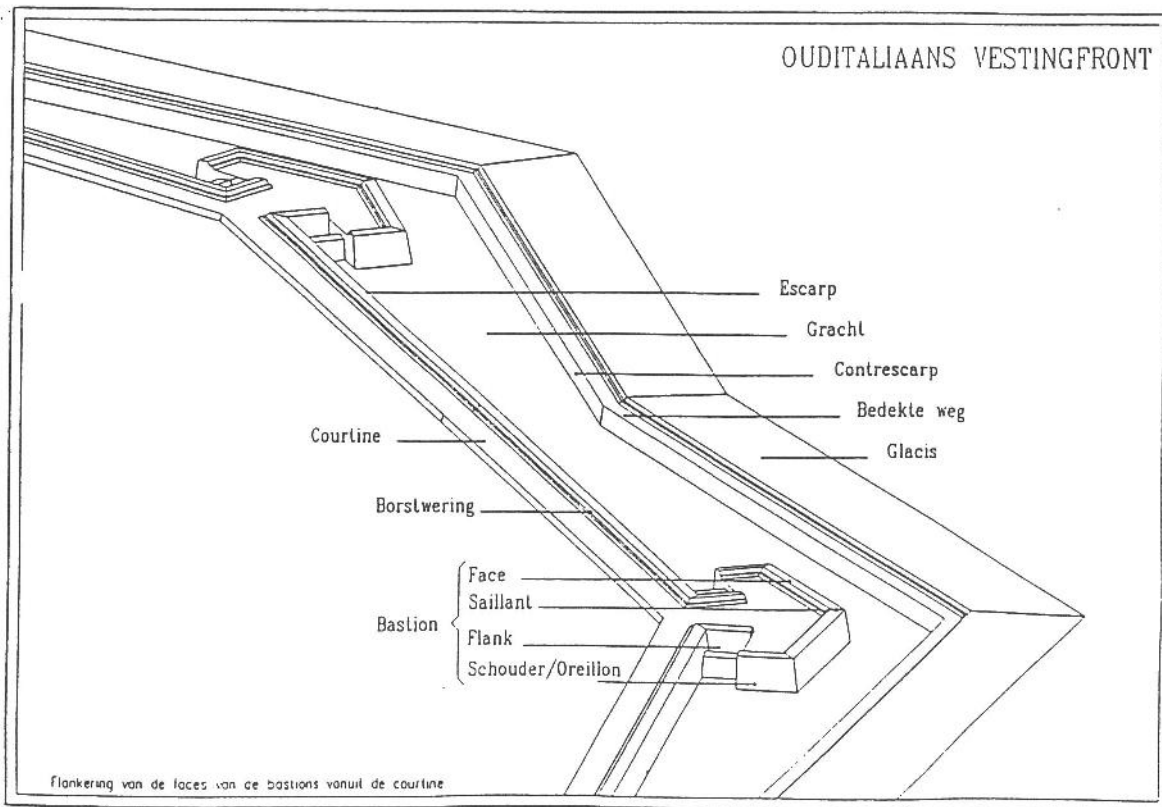 OUDITALIAANS VESTINGFRONT
Escarp
Gracht
Contrescarp
Bedekte weg
Glacis
Courtine
Borstwering
Bastion
Face
Saillant
Flank
Schouder/Oreillon
Flankering van de faces van de bastions vanuit de courtine